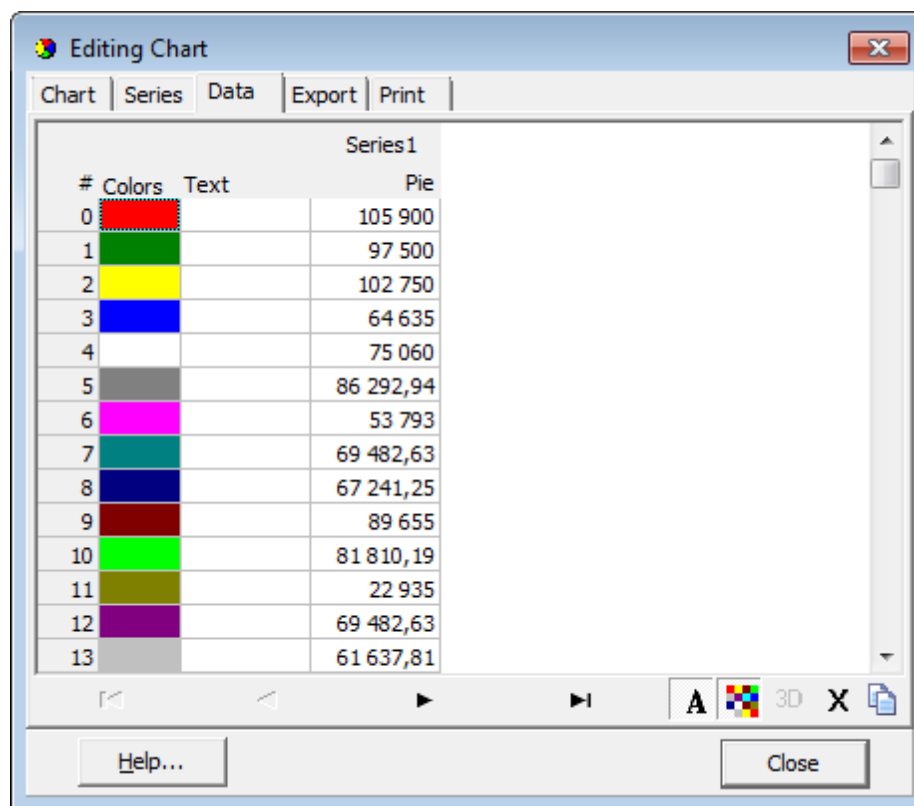 Editing Chart
Chart Series Data Export Print
Series1
# Colors Text Pie
0 105 900
1 97 500
2 102 750
3 64 635
4 75 060
5 86 292,94
6 53 793
7 69 482,63
8 67 241,25
9 89 655
10 81 810,19
11 22 935
12 69 482,63
13 61 637,81
A 3D X
Help... Close